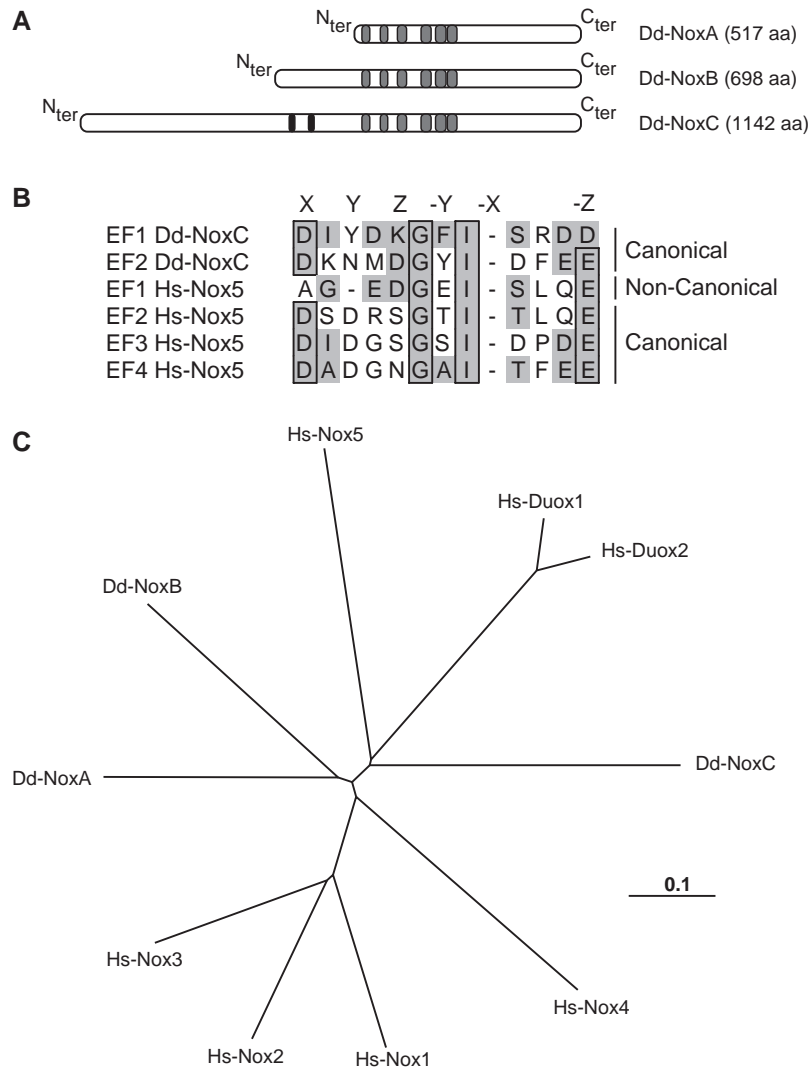 A
Nter Cter Dd-NoxA (517 aa)
Nter Cter Dd-NoxB (698 aa)
Nter Cter Dd-NoxC (1142 aa)
B
X Y Z -Y -X -Z
EF1 Dd-NoxC D I Y D K G F I - S R D D
EF2 Dd-NoxC D K N M D G Y I - D F E E
Canonical
EF1 Hs-Nox5 A G - E D G E I - S L Q E Non-Canonical
EF2 Hs-Nox5 D S D R S G T I - T L Q E
EF3 Hs-Nox5 D I D G S G S I - D P D E
Canonical
EF4 Hs-Nox5 D A D G N G A I - T F E E
C
Hs-Nox5
Hs-Duox1
Hs-Duox2
Dd-NoxB
Dd-NoxA
Dd-NoxC
0.1
Hs-Nox3
Hs-Nox4
Hs-Nox2
Hs-Nox1